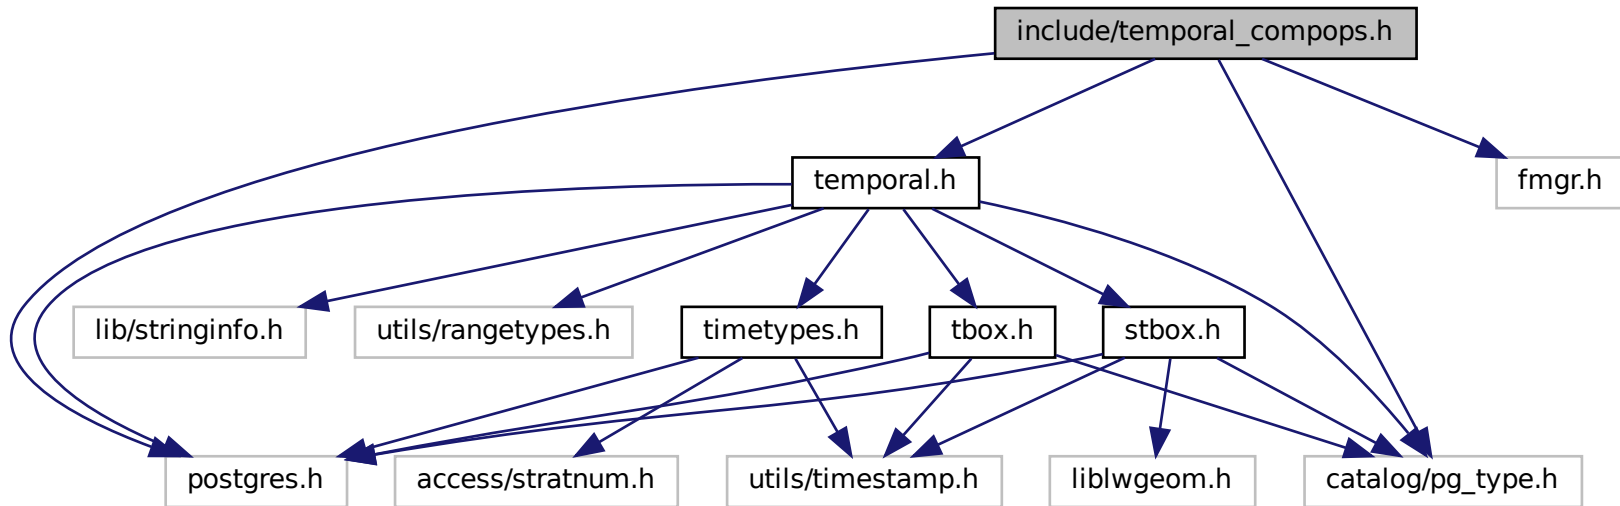 include/temporal_compops.h
temporal.h
fmgr.h
lib/stringinfo.h
utils/rangetypes.h
timetypes.h
tbox.h
stbox.h
postgres.h
access/stratnum.h
utils/timestamp.h
liblwgeom.h
catalog/pg_type.h